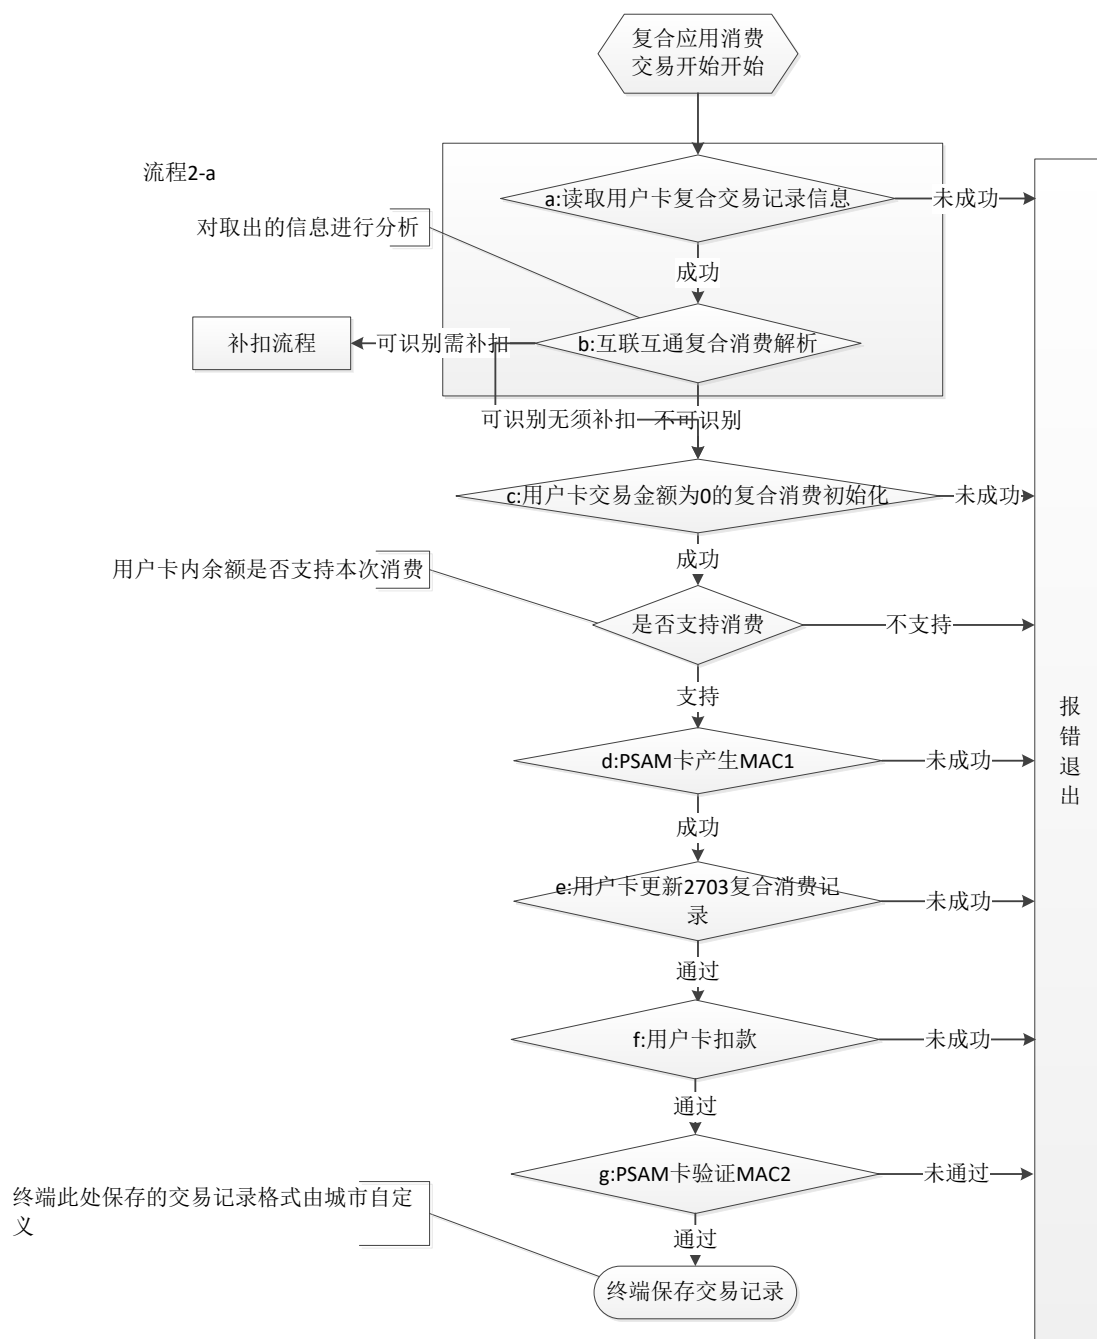 复合应用消费
交易开始开始
流程2-a
a:读取用户卡复合交易记录信息
未成功
对取出的信息进行分析
成功
补扣流程
可识别需补扣
b:互联互通复合消费解析
可识别无须补扣
不可识别
c:用户卡交易金额为0的复合消费初始化
未成功
成功
用户卡内余额是否支持本次消费
是否支持消费
不支持
支持
报
错
退
出
d:PSAM卡产生MAC1
未成功
成功
e:用户卡更新2703复合消费记
录
未成功
通过
f:用户卡扣款
未成功
通过
g:PSAM卡验证MAC2
未通过
终端此处保存的交易记录格式由城市自定
义
通过
终端保存交易记录